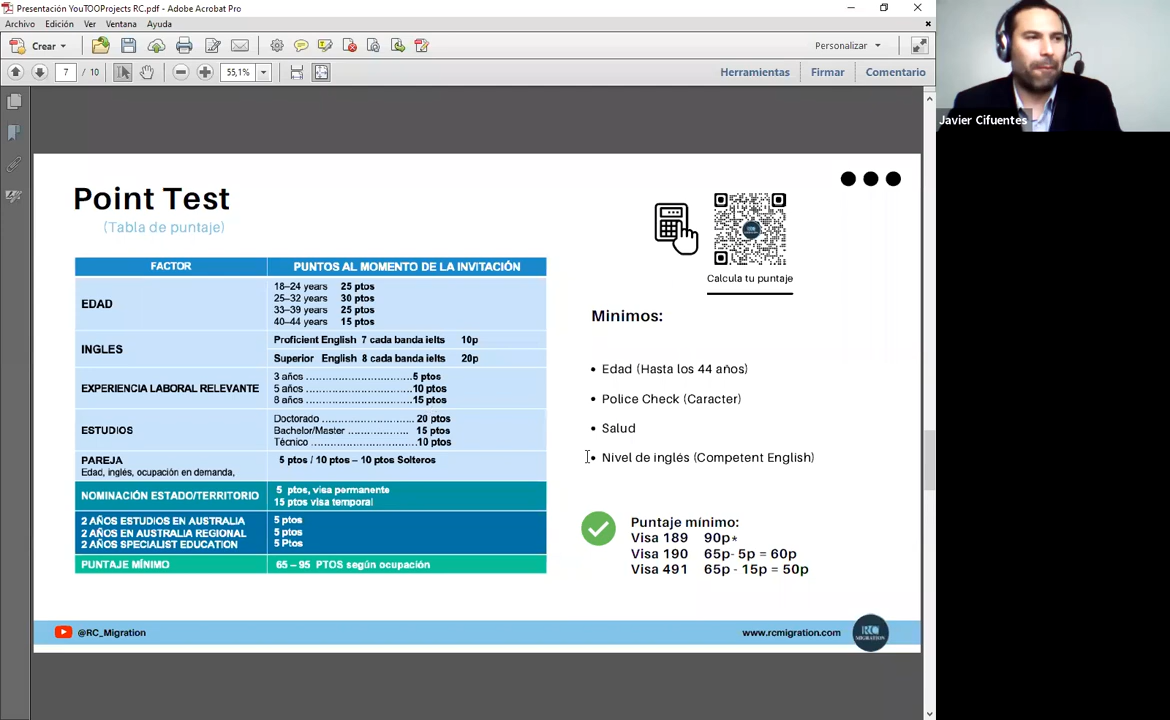 Presentación YouTOOProjects RC.pdf - Adobe Acrobat Pro
Archivo Edición Ver Ventana Ayuda
Crear
Personalizar
7 / 10
55,1%
Herramientas Firmar Comentario
Javier Cifuentes
Point Test
(Tabla de puntaje)
Calcula tu puntaje
FACTOR PUNTOS AL MOMENTO DE LA INVITACIÓN
EDAD
18–24 years 25 ptos
25–32 years 30 ptos
33–39 years 25 ptos
40–44 years 15 ptos
INGLES
Proficient English 7 cada banda ielts 10p
Superior English 8 cada banda ielts 20p
EXPERIENCIA LABORAL RELEVANTE
3 años ....................................5 ptos
5 años ....................................10 ptos
8 años ....................................15 ptos
ESTUDIOS
Doctorado ................................ 20 ptos
Bachelor/Master .................... 15 ptos
Técnico ....................................10 ptos
PAREJA
Edad, inglés, ocupación en demanda,
5 ptos / 10 ptos – 10 ptos Solteros
NOMINACIÓN ESTADO/TERRITORIO
5 ptos, visa permanente
15 ptos visa temporal
2 AÑOS ESTUDIOS EN AUSTRALIA 5 ptos
2 AÑOS EN AUSTRALIA REGIONAL 5 ptos
2 AÑOS SPECIALIST EDUCATION 5 Ptos
PUNTAJE MÍNIMO 65 – 95 PTOS según ocupación
Minimos:
• Edad (Hasta los 44 años)
• Police Check (Caracter)
• Salud
• Nivel de inglés (Competent English)
Puntaje mínimo:
Visa 189 90p*
Visa 190 65p- 5p = 60p
Visa 491 65p - 15p = 50p
@RC_Migration
www.rcmigration.com
RC
MIGRATION